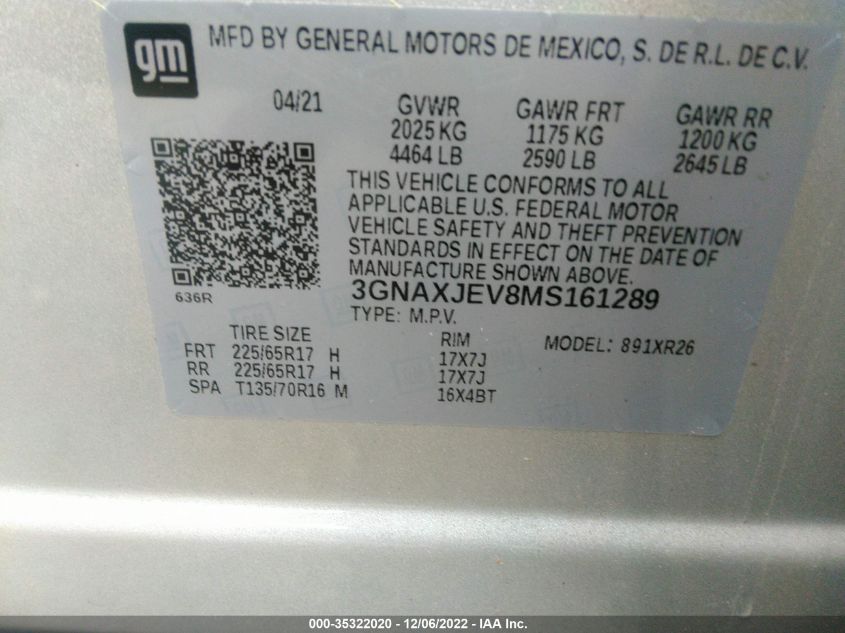 gm
MFD BY GENERAL MOTORS DE MEXICO, S. DE R.L. DE C.V.
04/21 GVWR GAWR FRT GAWR RR
2025 KG 1175 KG 1200 KG
4464 LB 2590 LB 2645 LB
THIS VEHICLE CONFORMS TO ALL
APPLICABLE U.S. FEDERAL MOTOR
VEHICLE SAFETY AND THEFT PREVENTION
STANDARDS IN EFFECT ON THE DATE OF
MANUFACTURE SHOWN ABOVE.
636R
3GNAXJEV8MS161289
TYPE: M.P.V.
TIRE SIZE RIM MODEL: 891XR26
FRT 225/65R17 H 17X7J
RR 225/65R17 H 17X7J
SPA T135/70R16 M 16X4BT
000-35322020 - 12/06/2022 - IAA Inc.